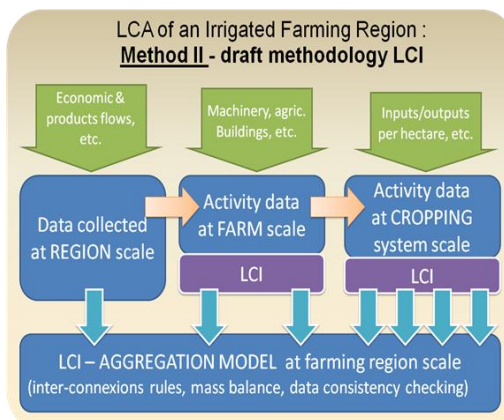 LCA of an Irrigated Farming Region :
Method II - draft methodology LCI
Economic &
products flows,
etc.
Machinery, agric.
Buildings, etc.
Inputs/outputs
per hectare, etc.
Data collected
at REGION scale
Activity data
at FARM scale
LCI
Activity data
at CROPPING
system scale
LCI
LCI – AGGREGATION MODEL at farming region scale
(inter-connexions rules, mass balance, data consistency checking)